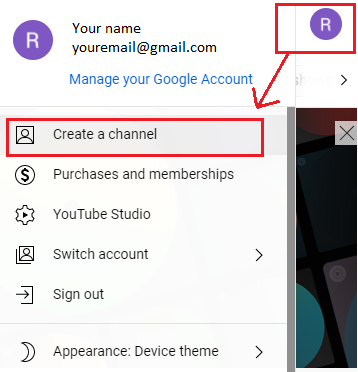 R
Your name
youremail@gmail.com
R
Manage your Google Account
Create a channel
Purchases and memberships
YouTube Studio
Switch account
Sign out
Appearance: Device theme